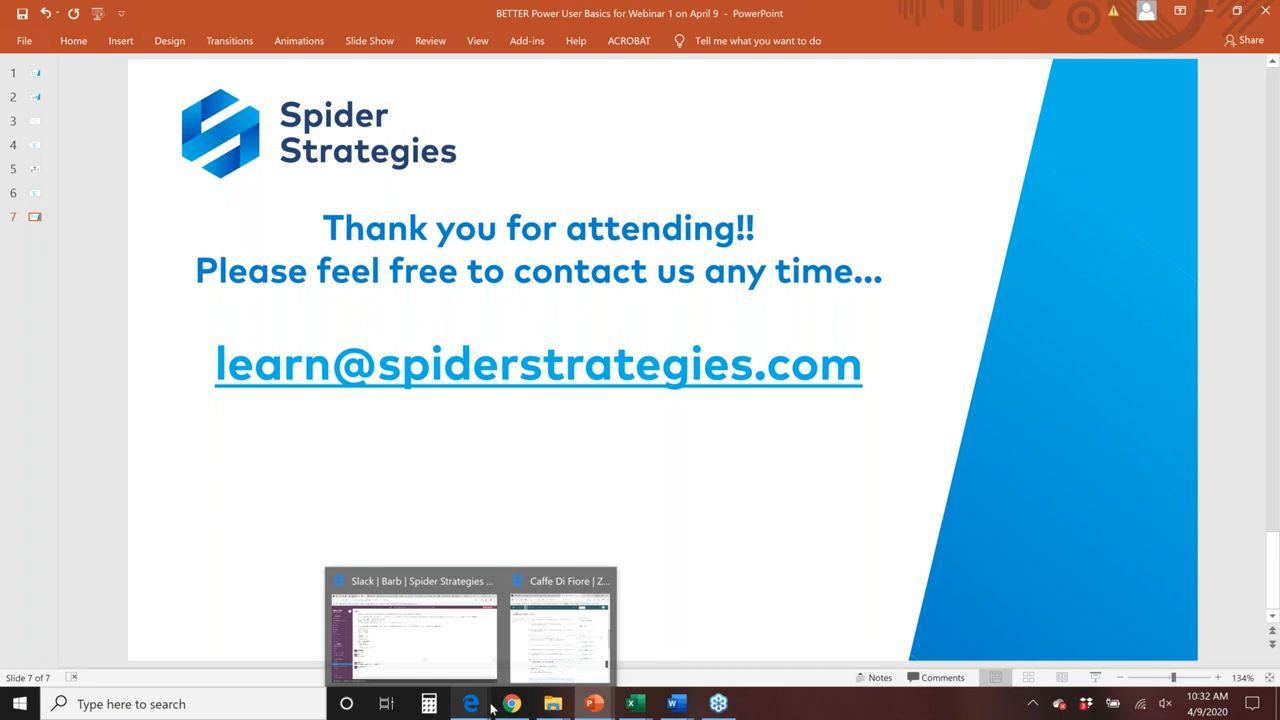 BETTER Power User Basics for Webinar 1 on April 9 - PowerPoint
File Home Insert Design Transitions Animations Slide Show Review View Add-ins Help ACROBAT Tell me what you want to do Share
1
2
3
4
5
6
7
Spider
Strategies
Thank you for attending!!
Please feel free to contact us any time...
learn@spiderstrategies.com
Slack | Barb | Spider Strategies ...
Caffe Di Fiore | Z...
Slide 7 of 7 Notes Comments 134%
Type here to search
10:32 AM
4/9/2020